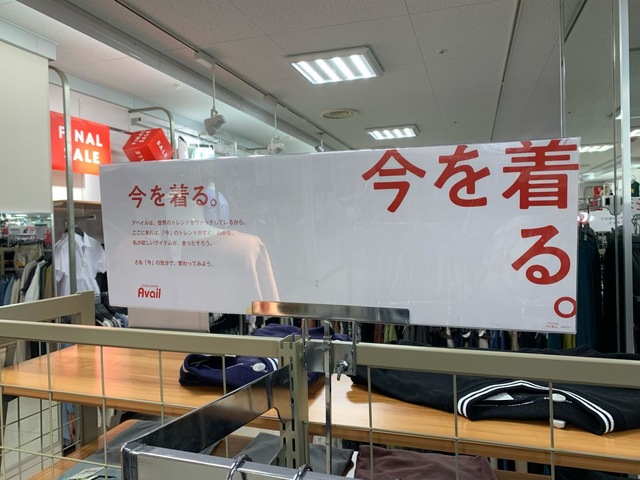 FINAL
SALE
今を着る。
アベイルは、世界のトレンドをウォッチしているから、
ここに来れば、「今」のトレンドがすぐ、わかる。
私が欲しいアイテムが、きっとそろう。
さあ「今」の気分で、変わってみよう。
Avail
今を着
る。